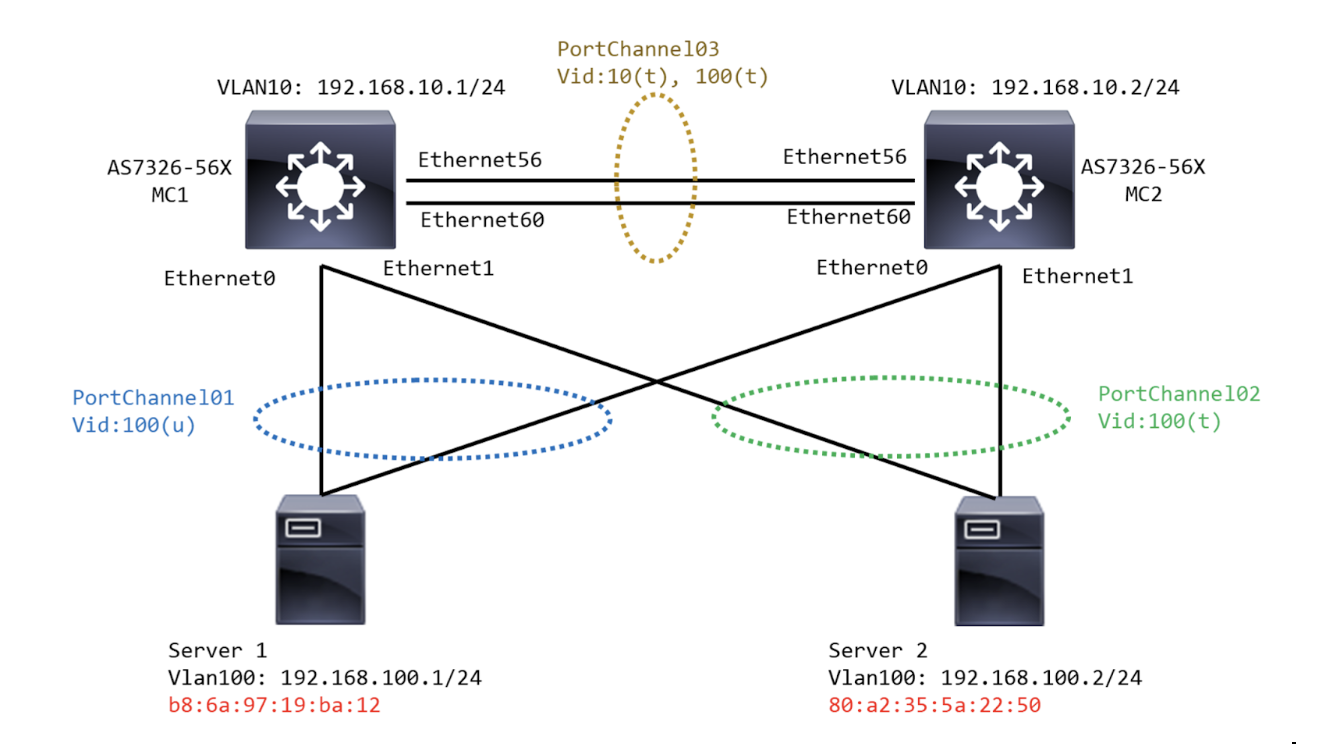 PortChannel03
Vid:10(t), 100(t)
VLAN10: 192.168.10.1/24
VLAN10: 192.168.10.2/24
AS7326-56X
MC1
Ethernet56
Ethernet56
AS7326-56X
MC2
Ethernet60
Ethernet60
Ethernet0
Ethernet1
Ethernet0
Ethernet1
PortChannel01
Vid:100(u)
PortChannel02
Vid:100(t)
Server 1
Vlan100: 192.168.100.1/24
b8:6a:97:19:ba:12
Server 2
Vlan100: 192.168.100.2/24
80:a2:35:5a:22:50